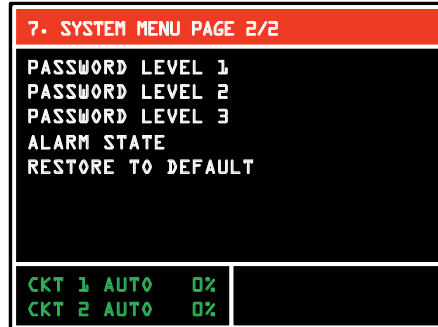 7. SYSTEM MENU PAGE 2/2
PASSWORD LEVEL 1
PASSWORD LEVEL 2
PASSWORD LEVEL 3
ALARM STATE
RESTORE TO DEFAULT
CKT 1 AUTO 0%
CKT 2 AUTO 0%